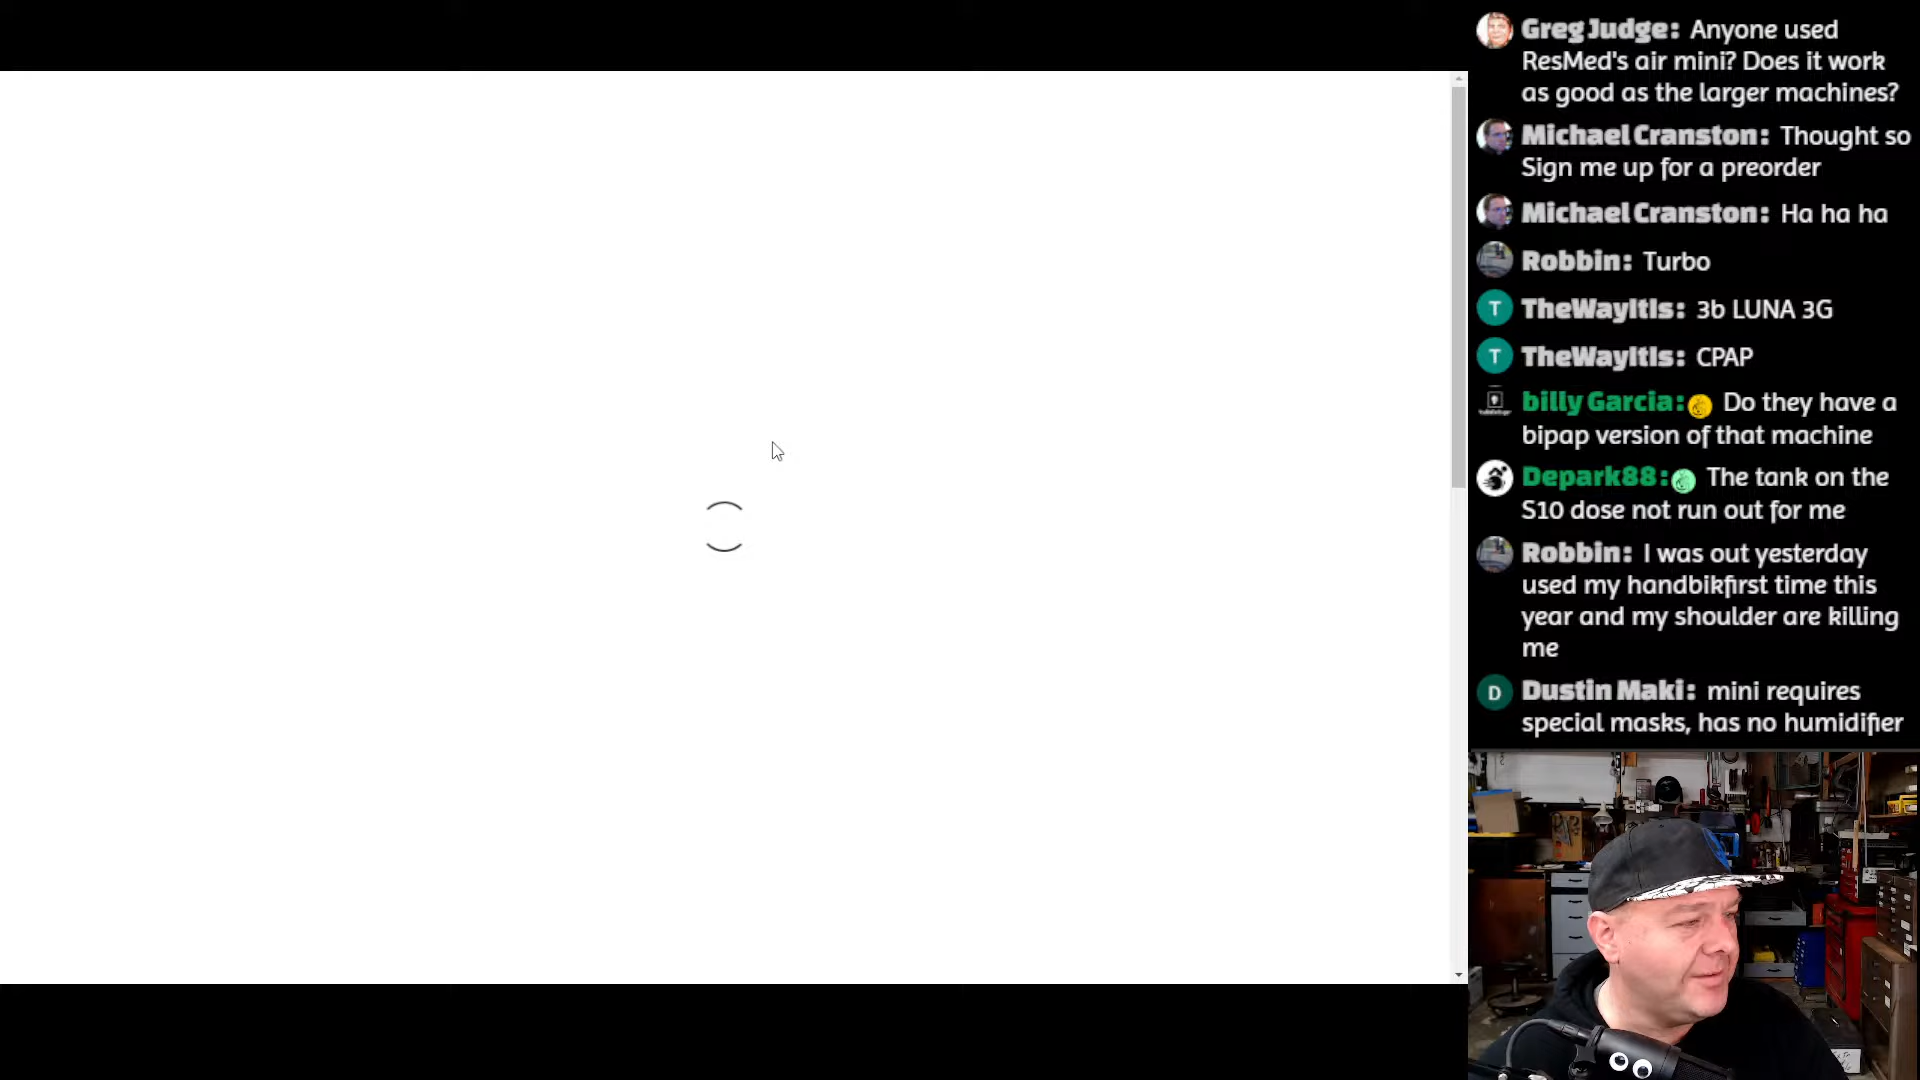 Greg Judge: Anyone used
ResMed's air mini? Does it work
as good as the larger machines?
Michael Cranston: Thought so
Sign me up for a preorder
Michael Cranston: Ha ha ha
Robbin: Turbo
T TheWayItIs: 3b LUNA 3G
T TheWayItIs: CPAP
billy Garcia: Do they have a
bipap version of that machine
Depark88: The tank on the
S10 dose not run out for me
Robbin: I was out yesterday
used my handbikfirst time this
year and my shoulder are killing
me
D Dustin Maki: mini requires
special masks, has no humidifier